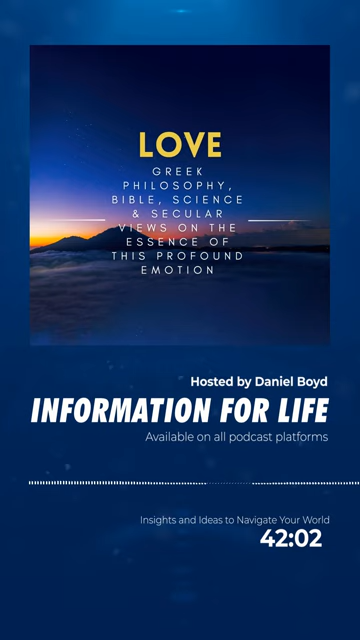 LOVE
GREEK
PHILOSOPHY,
BIBLE, SCIENCE
& SECULAR
VIEWS ON THE
ESSENCE OF
THIS PROFOUND
EMOTION
Hosted by Daniel Boyd
INFORMATION FOR LIFE
Available on all podcast platforms
Insights and Ideas to Navigate Your World
42:02